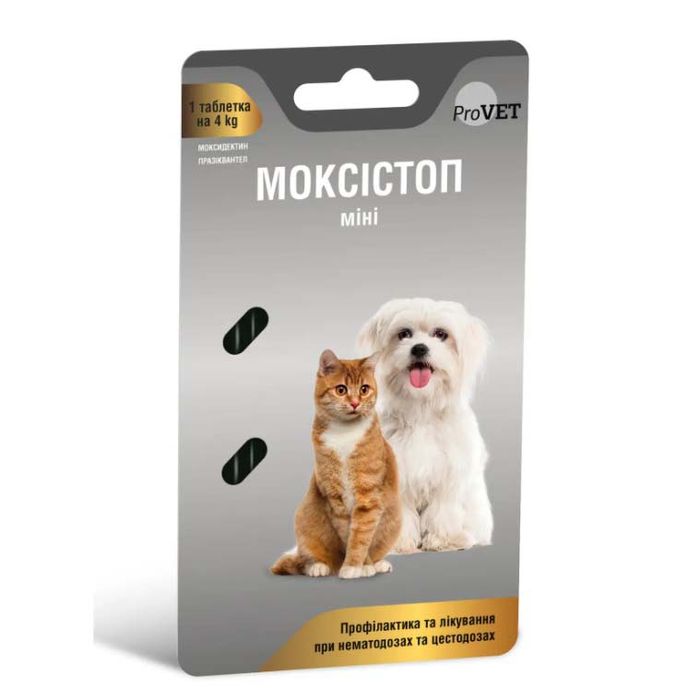 1 таблетка
на 4 kg
МОКСИДЕКТИН
ПРАЗІКВАНТЕЛ
ProVET
МОКСІСТОП
міні
Профілактика та лікування
при нематодозах та цестодозах